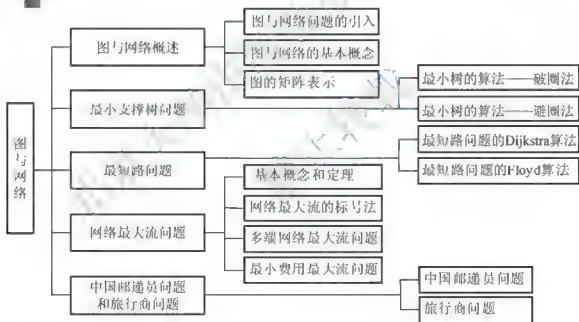 图与网络
图与网络概述
图与网络问题的引入
图与网络的基本概念
图的矩阵表示
最小支撑树问题
最小树的算法——破圈法
最小树的算法——避圈法
最短路问题
最短路问题的Dijkstra算法
最短路问题的Floyd算法
网络最大流问题
基本概念和定理
网络最大流的标号法
多端网络最大流问题
最小费用最大流问题
中国邮递员问题
和旅行商问题
中国邮递员问题
旅行商问题